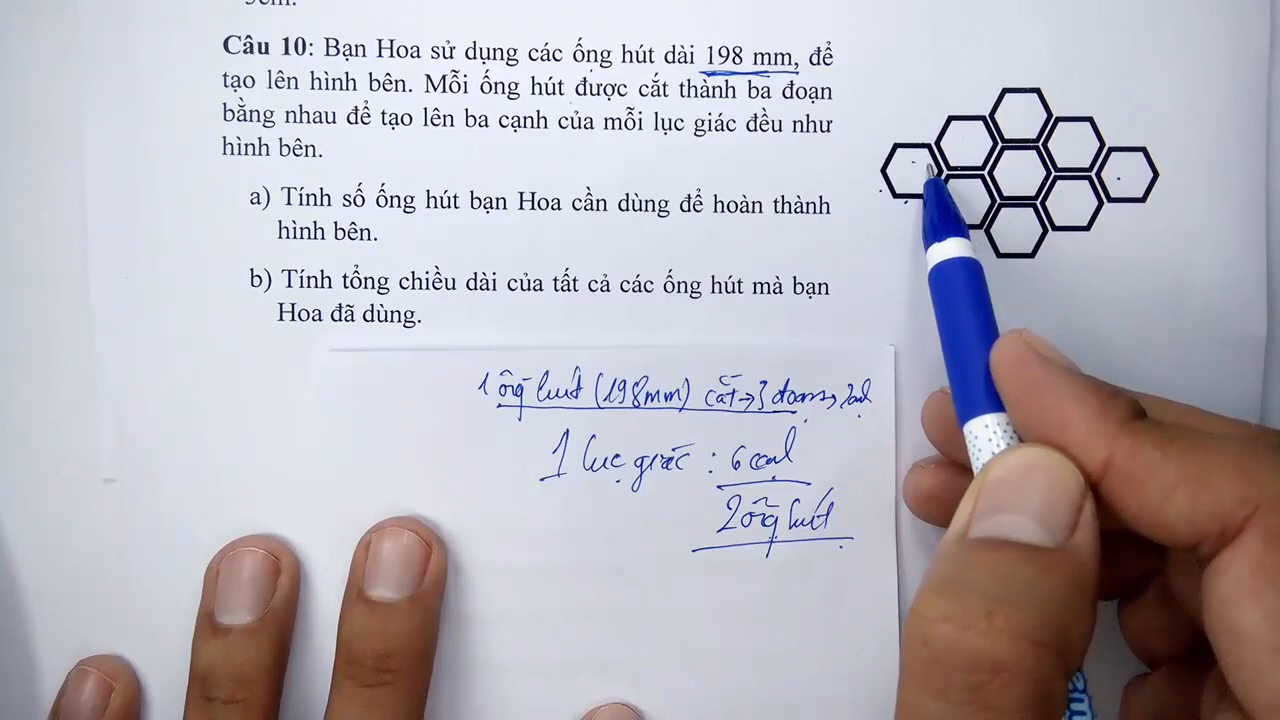 Câu 10: Bạn Hoa sử dụng các ống hút dài 198 mm, để
tạo lên hình bên. Mỗi ống hút được cắt thành ba đoạn
bằng nhau để tạo lên ba cạnh của mỗi lục giác đều như
hình bên.
a) Tính số ống hút bạn Hoa cần dùng để hoàn thành
hình bên.
b) Tính tổng chiều dài của tất cả các ống hút mà bạn
Hoa đã dùng.
1 ống hút (198mm) cắt → 3 đoạn
1 lục giác : 6 cạnh
2 ống hút